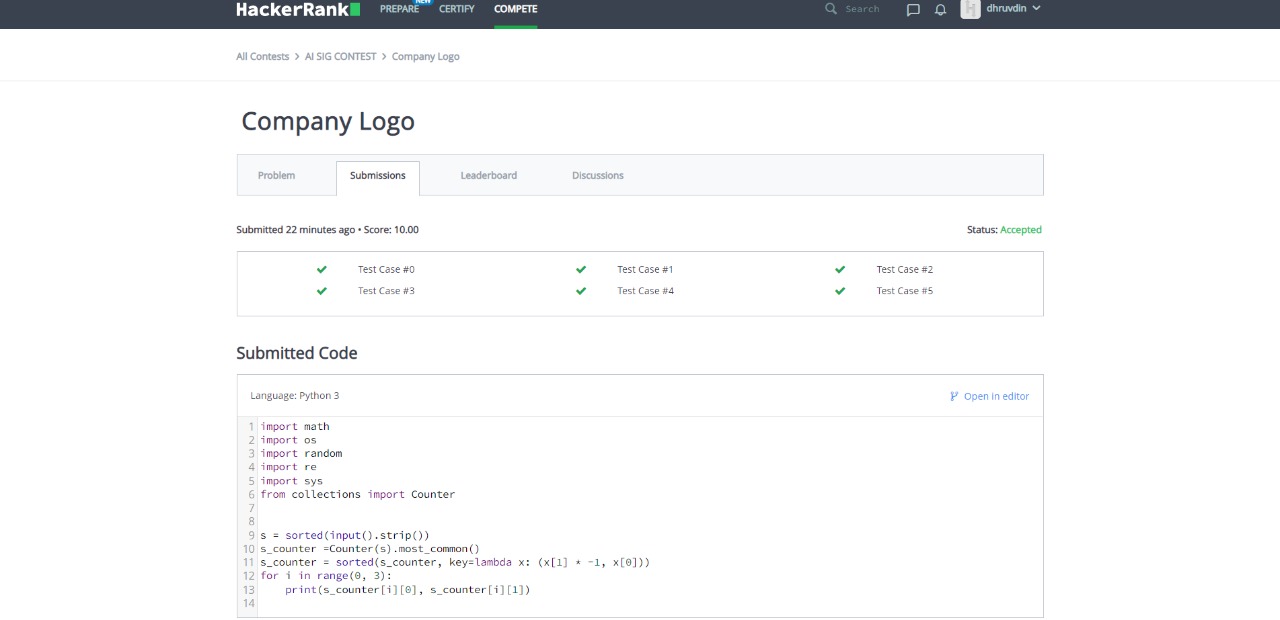 HackerRank PREPARE NEW CERTIFY COMPETE Search dhruvdin
All Contests > AI SIG CONTEST > Company Logo
Company Logo
Problem Submissions Leaderboard Discussions
Submitted 22 minutes ago • Score: 10.00 Status: Accepted
Test Case #0 Test Case #1 Test Case #2
Test Case #3 Test Case #4 Test Case #5
Submitted Code
Language: Python 3 Open in editor
1 import math
2 import os
3 import random
4 import re
5 import sys
6 from collections import Counter
7
8
9 s = sorted(input().strip())
10 s_counter =Counter(s).most_common()
11 s_counter = sorted(s_counter, key=lambda x: (x[1] * -1, x[0]))
12 for i in range(0, 3):
13     print(s_counter[i][0], s_counter[i][1])
14